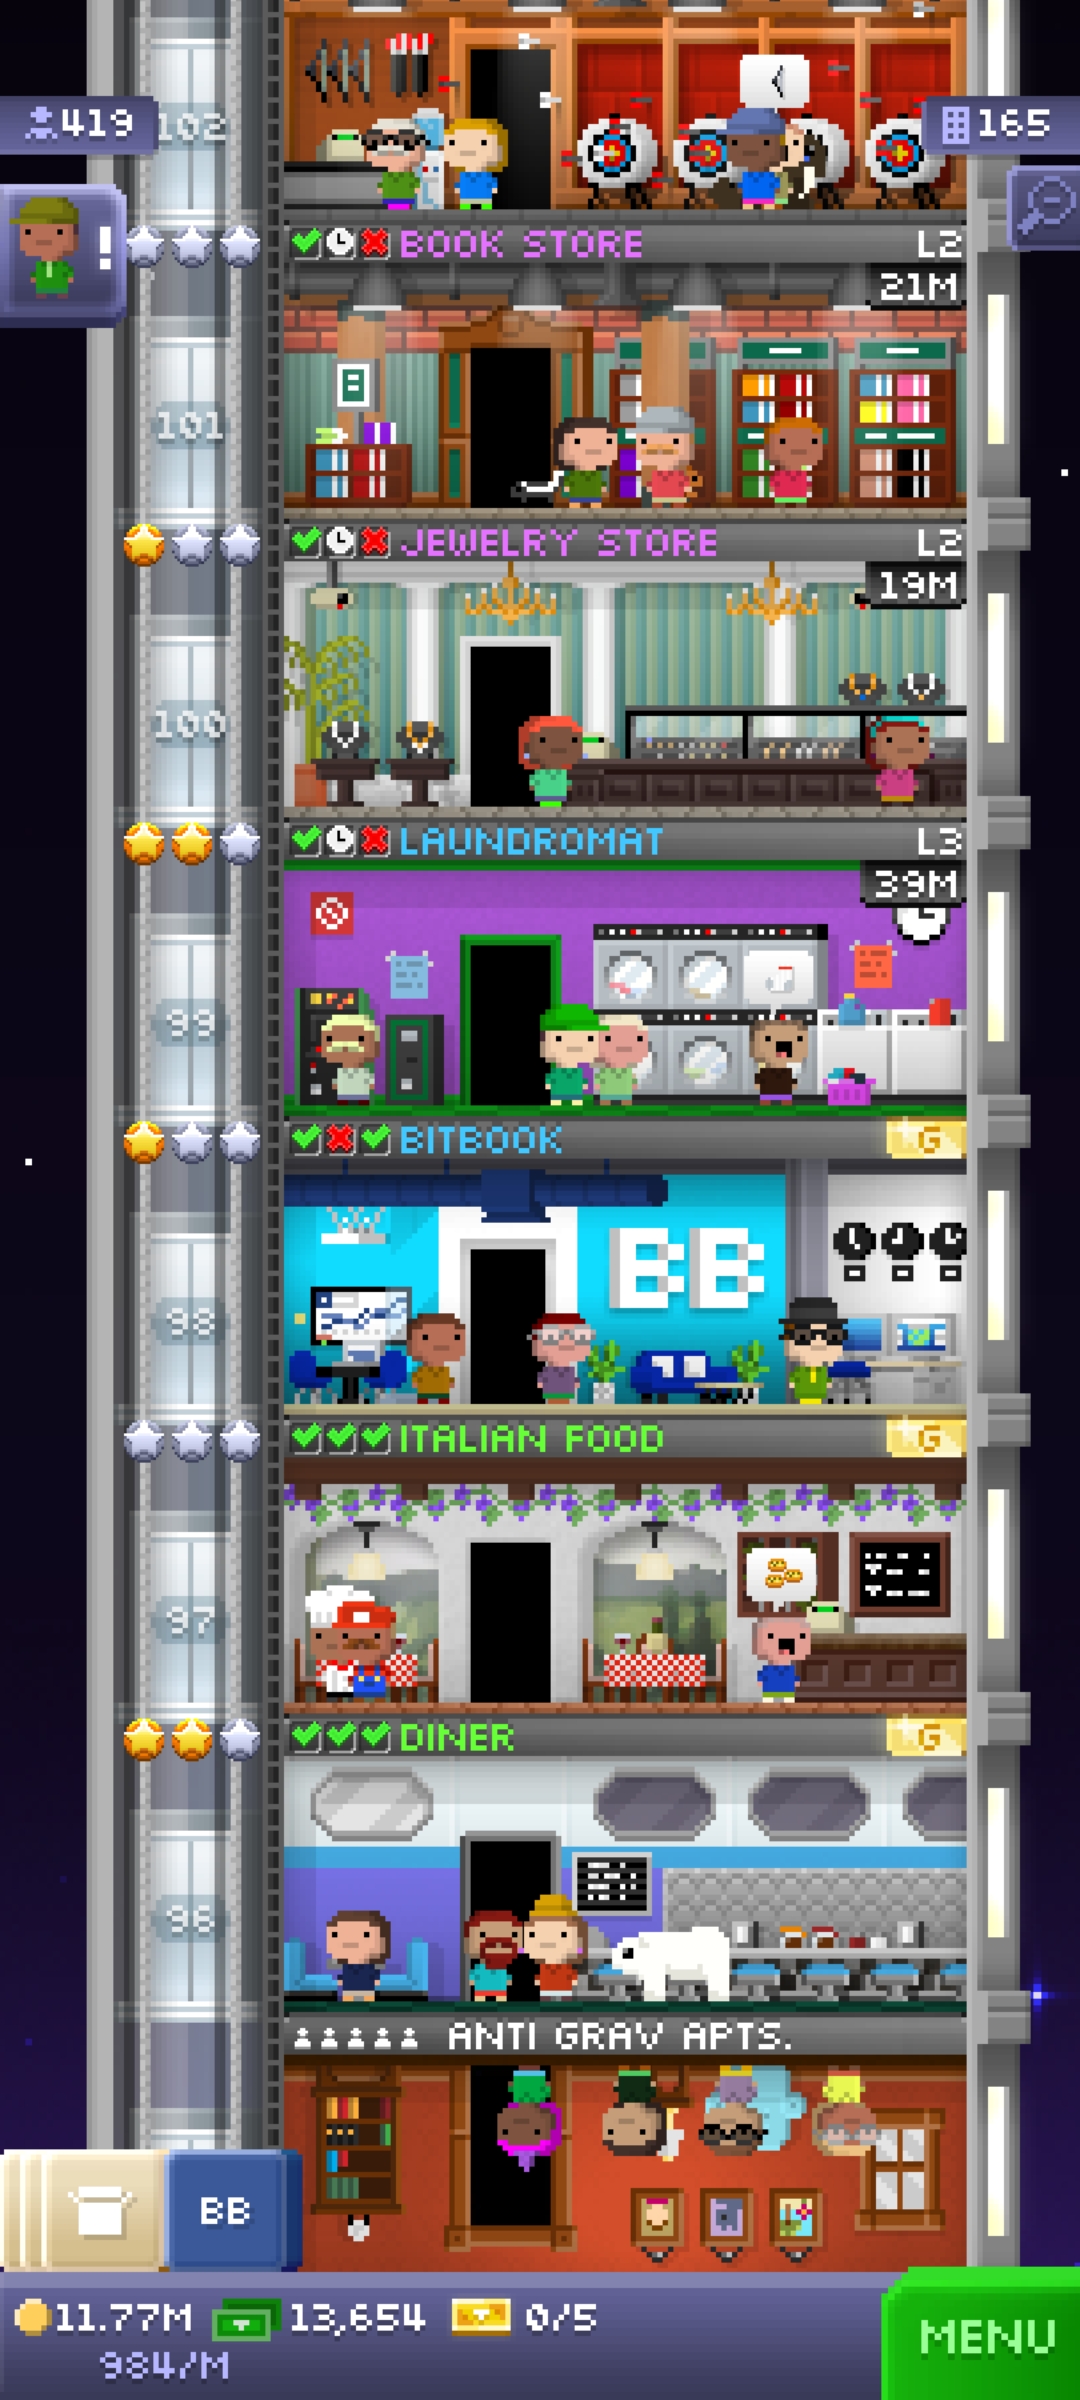 419
102
165
!
BOOK STORE
L2
21M
101
JEWELRY STORE
L2
19M
100
LAUNDROMAT
L3
39M
99
BITBOOK
G
BB
98
ITALIAN FOOD
G
97
DINER
G
96
ANTI GRAV APTS.
BB
11.77M
13,654
0/5
984/M
MENU